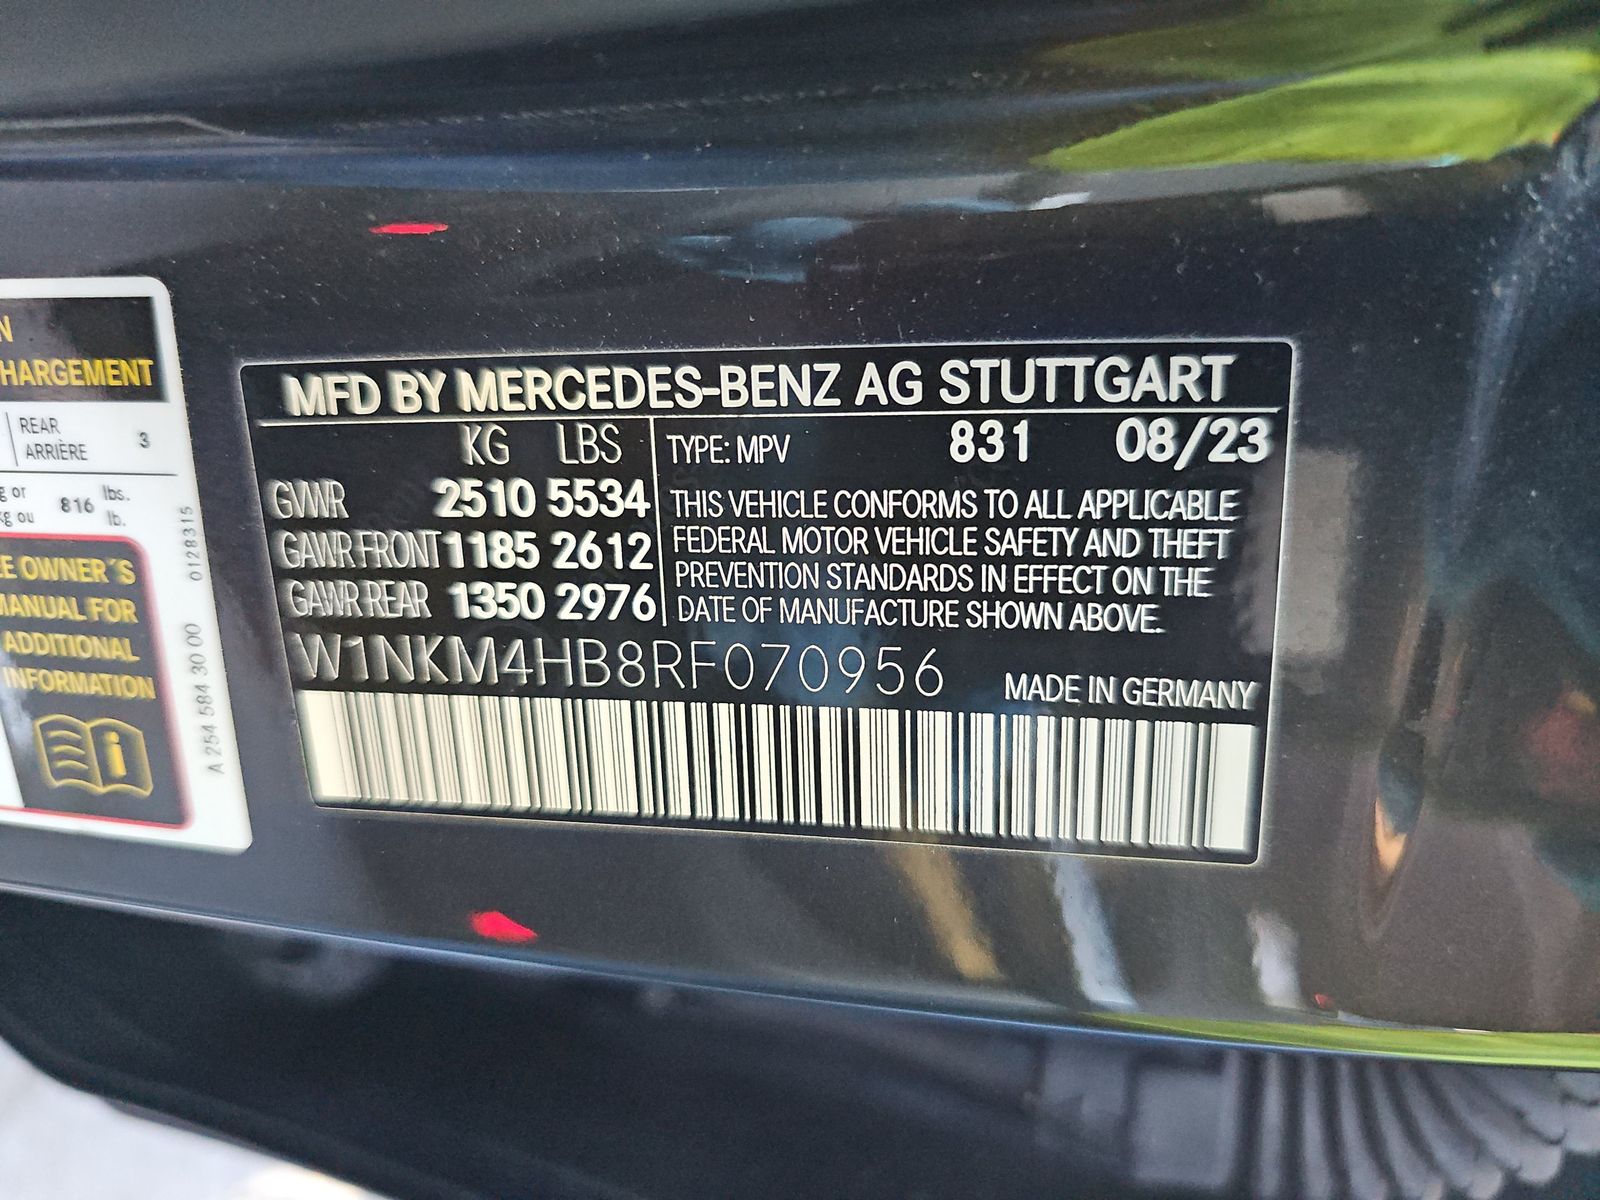 N
HARGEMENT
REAR
ARRIÈRE
3
g or
kg ou
816
lbs.
lb.
EE OWNER'S
MANUAL FOR
ADDITIONAL
INFORMATION
i
A 254 584 30 00
0128315
MFD BY MERCEDES-BENZ AG STUTTGART
KG LBS
GVWR 2510 5534
GAWR FRONT 1185 2612
GAWR REAR 1350 2976
TYPE: MPV 831 08/23
THIS VEHICLE CONFORMS TO ALL APPLICABLE
FEDERAL MOTOR VEHICLE SAFETY AND THEFT
PREVENTION STANDARDS IN EFFECT ON THE
DATE OF MANUFACTURE SHOWN ABOVE.
W1NKM4HB8RF070956
MADE IN GERMANY